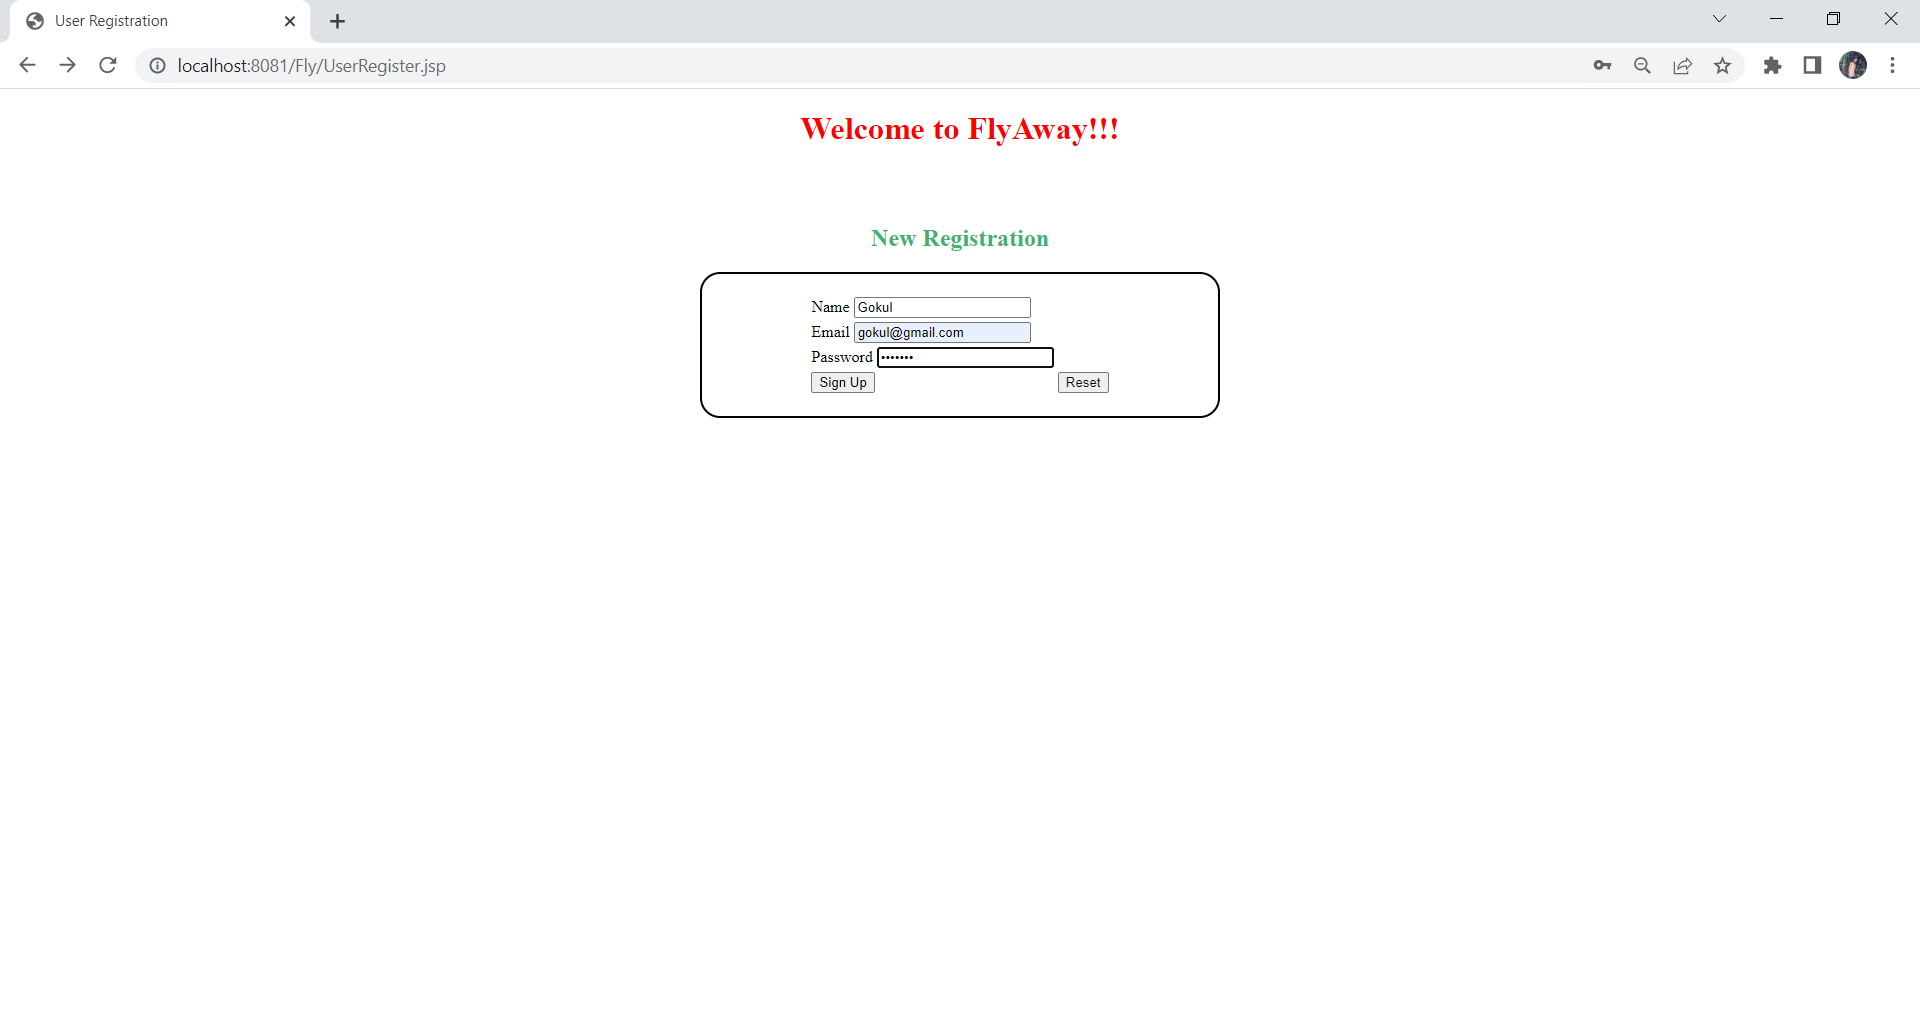 User Registration
localhost:8081/Fly/UserRegister.jsp
Welcome to FlyAway!!!
New Registration
Name Gokul
Email gokul@gmail.com
Password •••••••
Sign Up Reset